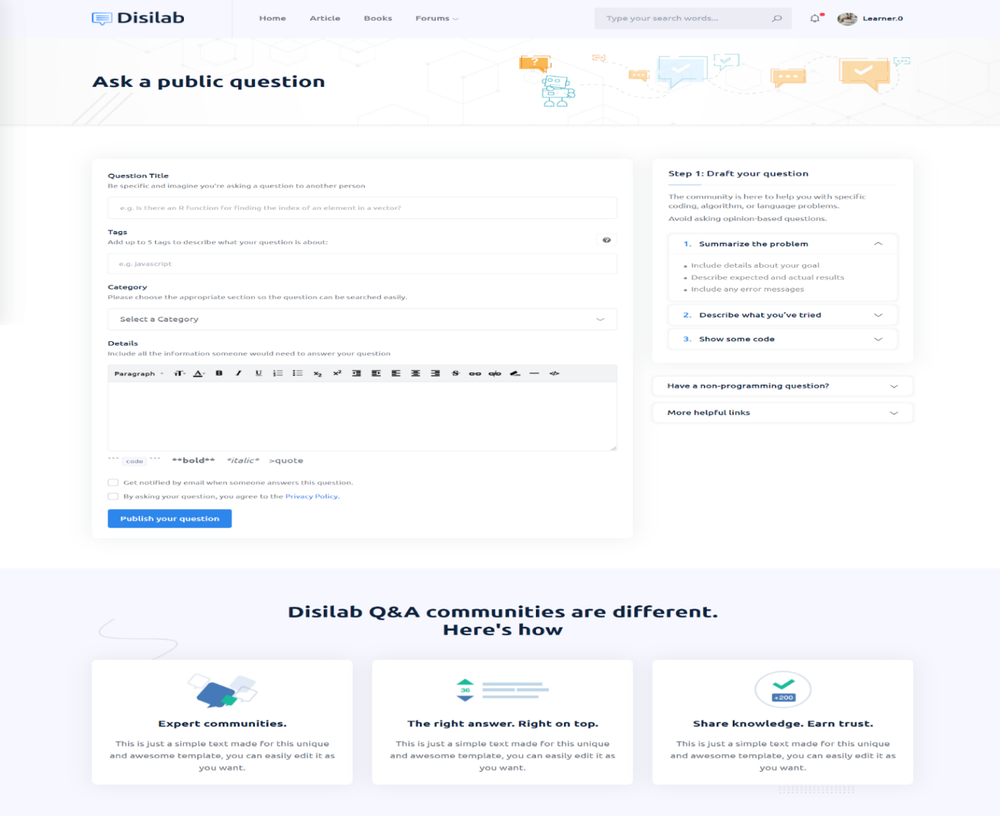 Disilab
Home Article Books Forums
Type your search words...
Learner.0
Ask a public question
?
Question Title
Be specific and imagine you're asking a question to another person
e.g. Is there an R function for finding the index of an element in a vector?
Tags
Add up to 5 tags to describe what your question is about:
?
e.g. javascript
Category
Please choose the appropriate section so the question can be searched easily.
Select a Category
Details
Include all the information someone would need to answer your question
Paragraph TT A B I U x₂ x² S </>
``` code ``` **bold** *italic* >quote
Get notified by email when someone answers this question.
By asking your question, you agree to the Privacy Policy.
Publish your question
Step 1: Draft your question
The community is here to help you with specific
coding, algorithm, or language problems.
Avoid asking opinion-based questions.
1. Summarize the problem
• Include details about your goal
• Describe expected and actual results
• Include any error messages
2. Describe what you've tried
3. Show some code
Have a non-programming question?
More helpful links
Disilab Q&A communities are different.
Here's how
Expert communities.
This is just a simple text made for this unique
and awesome template, you can easily edit it as
you want.
36
The right answer. Right on top.
This is just a simple text made for this unique
and awesome template, you can easily edit it as
you want.
+200
Share knowledge. Earn trust.
This is just a simple text made for this unique
and awesome template, you can easily edit it as
you want.